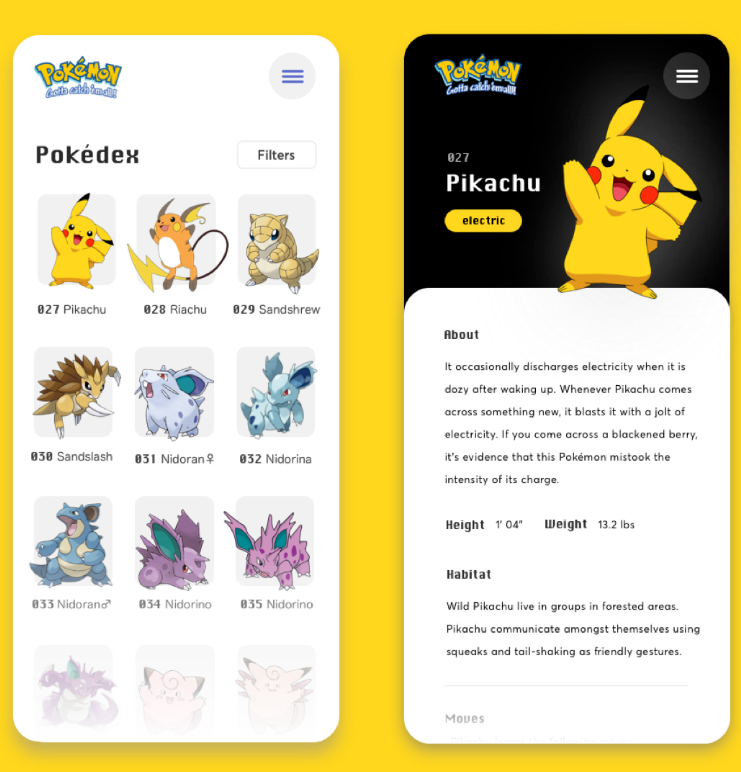 Pokémon
Gotta catch 'em all!
Pokédex
Filters
027 Pikachu
028 Riachu
029 Sandshrew
030 Sandslash
031 Nidoran♀
032 Nidorina
033 Nidoran♂
034 Nidorino
035 Nidorino
Pokémon
Gotta catch 'em all!
027
Pikachu
electric
About
It occasionally discharges electricity when it is
dozy after waking up. Whenever Pikachu comes
across something new, it blasts it with a jolt of
electricity. If you come across a blackened berry,
it's evidence that this Pokémon mistook the
intensity of its charge.
Height 1' 04" Weight 13.2 lbs
Habitat
Wild Pikachu live in groups in forested areas.
Pikachu communicate amongst themselves using
squeaks and tail-shaking as friendly gestures.
Moves